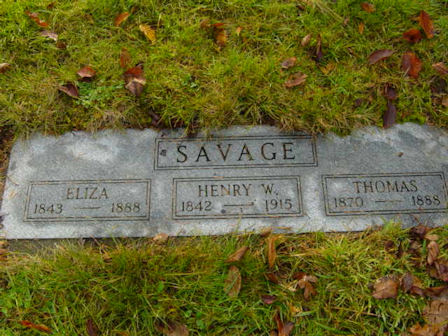 SAVAGE
ELIZA
1843 — 1888
HENRY W.
1842 — 1915
THOMAS
1870 — 1888